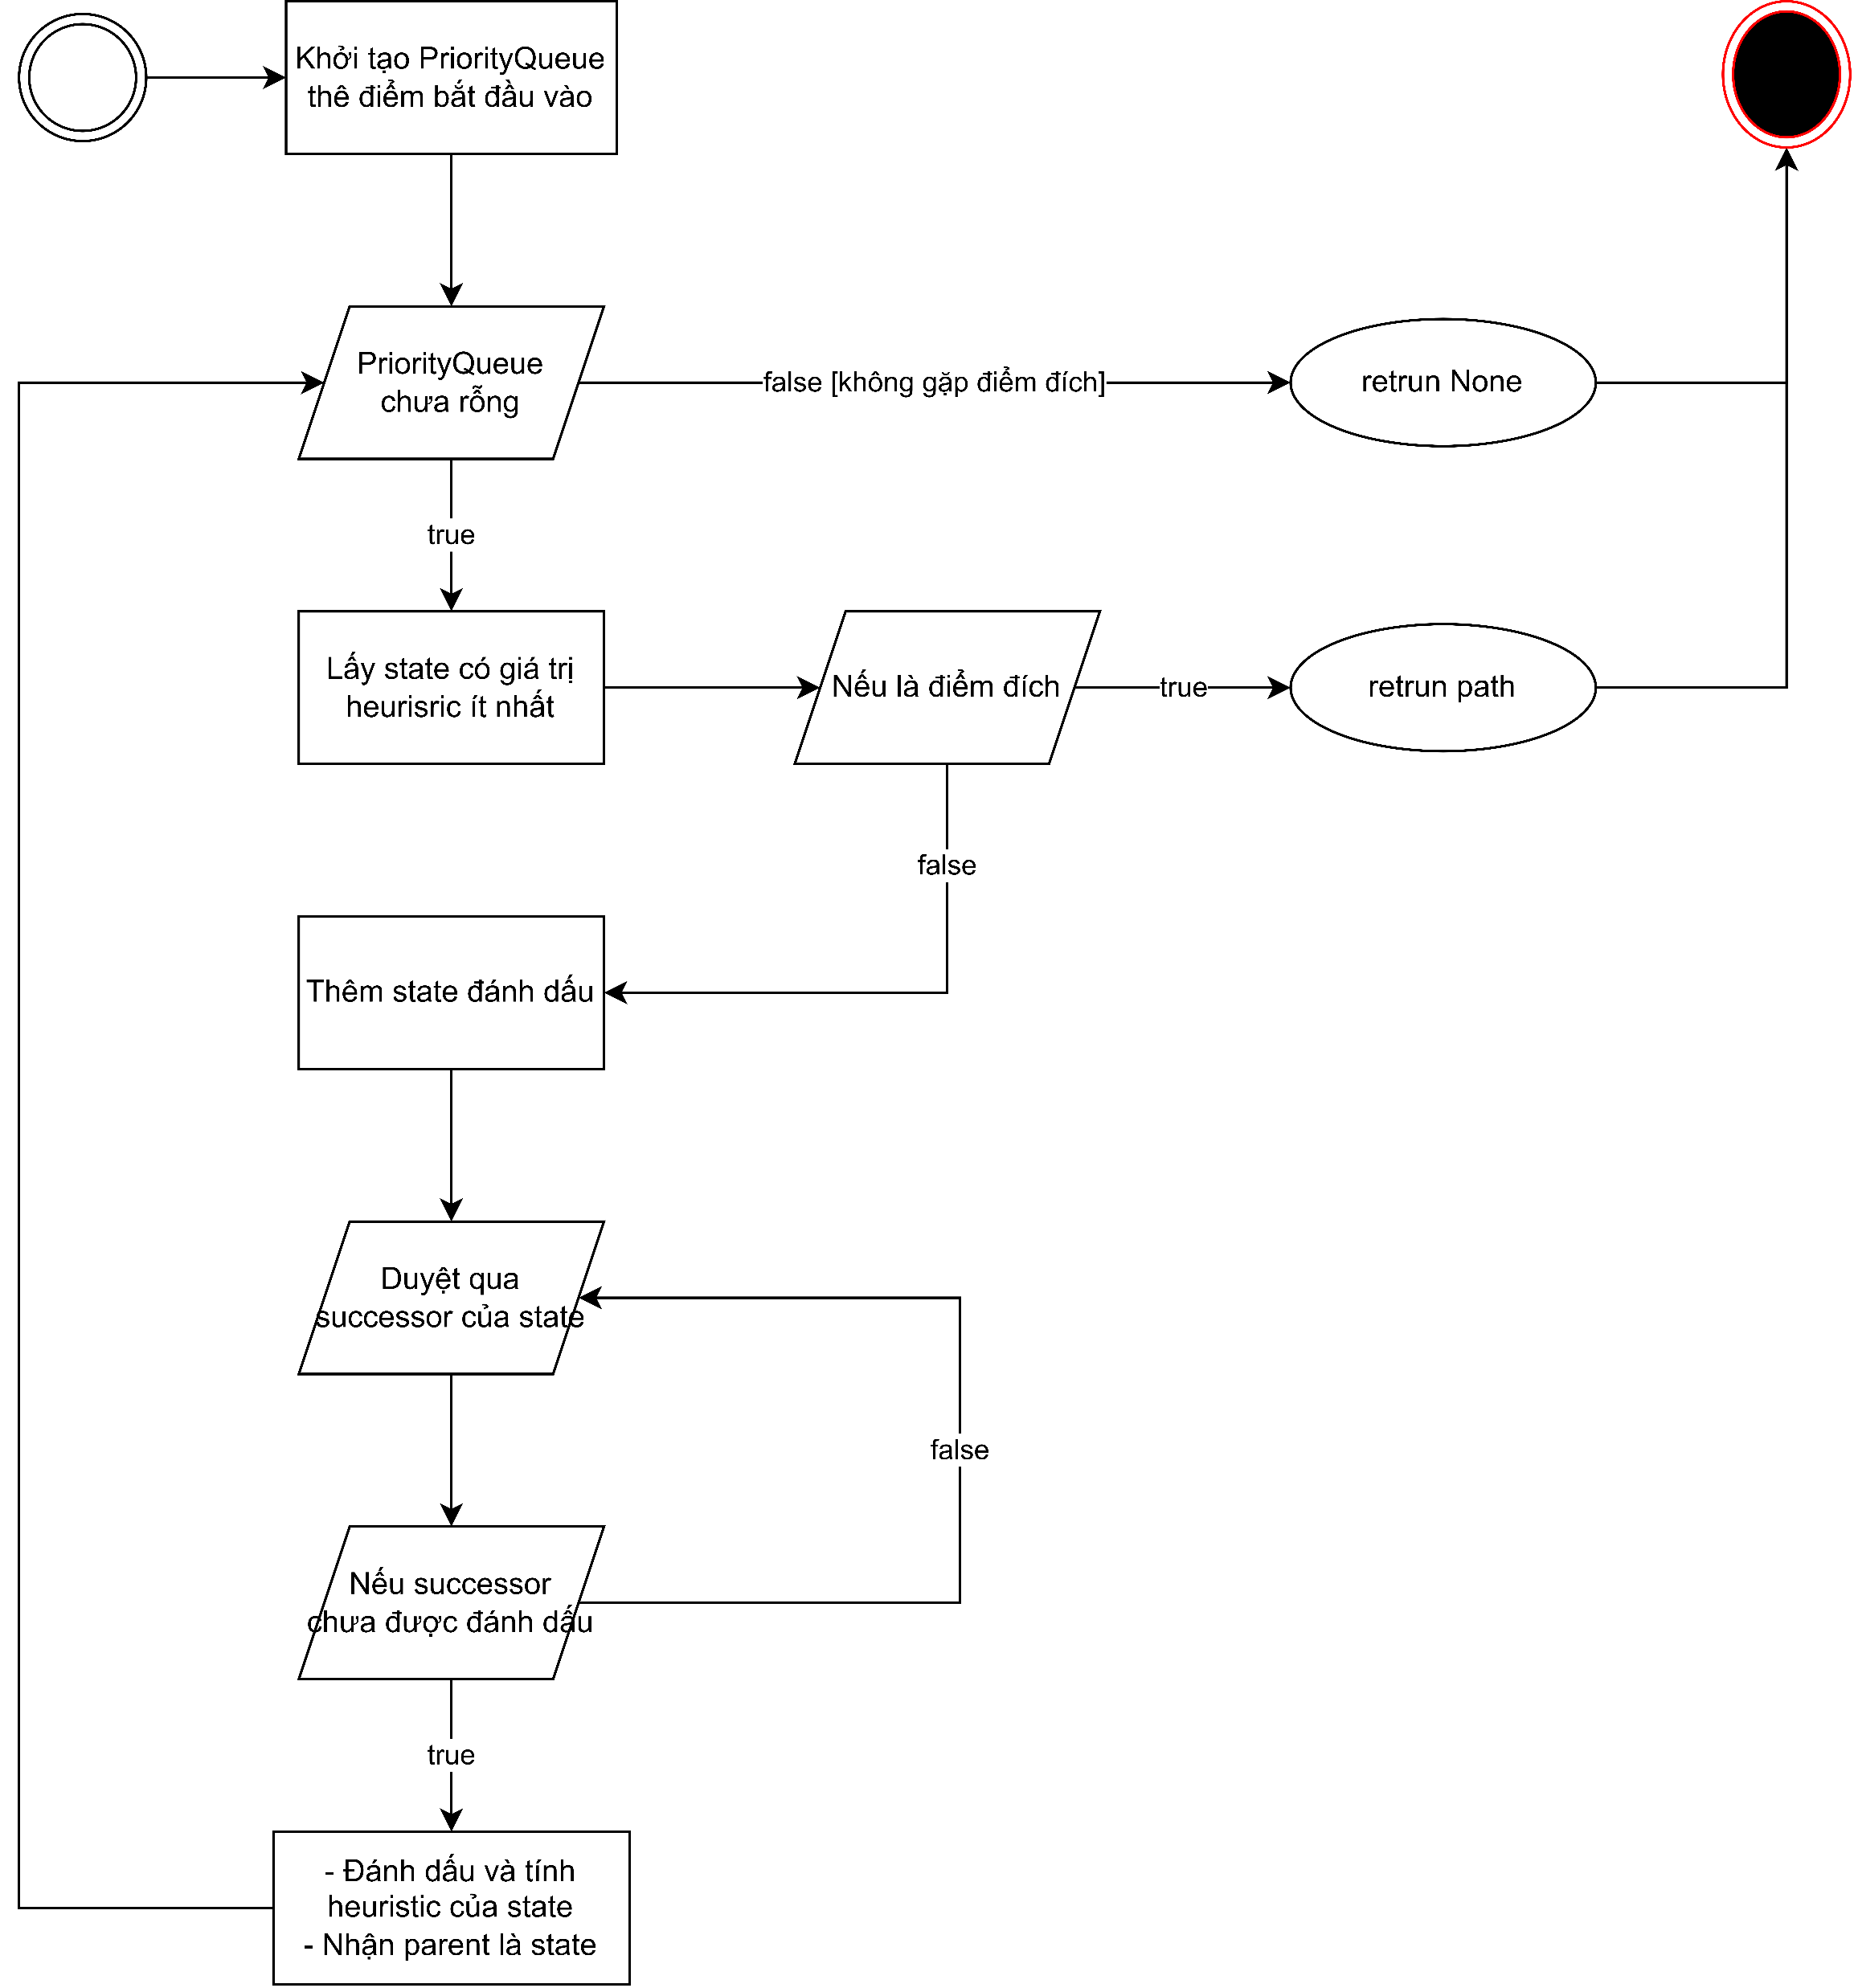 Khởi tạo PriorityQueue
thê điểm bắt đầu vào
PriorityQueue
chưa rỗng
false [không gặp điểm đích]
retrun None
true
Lấy state có giá trị
heurisric ít nhất
Nếu là điểm đích
true
retrun path
false
Thêm state đánh dấu
Duyệt qua
successor của state
false
Nếu successor
chưa được đánh dấu
true
- Đánh dấu và tính
heuristic của state
- Nhận parent là state